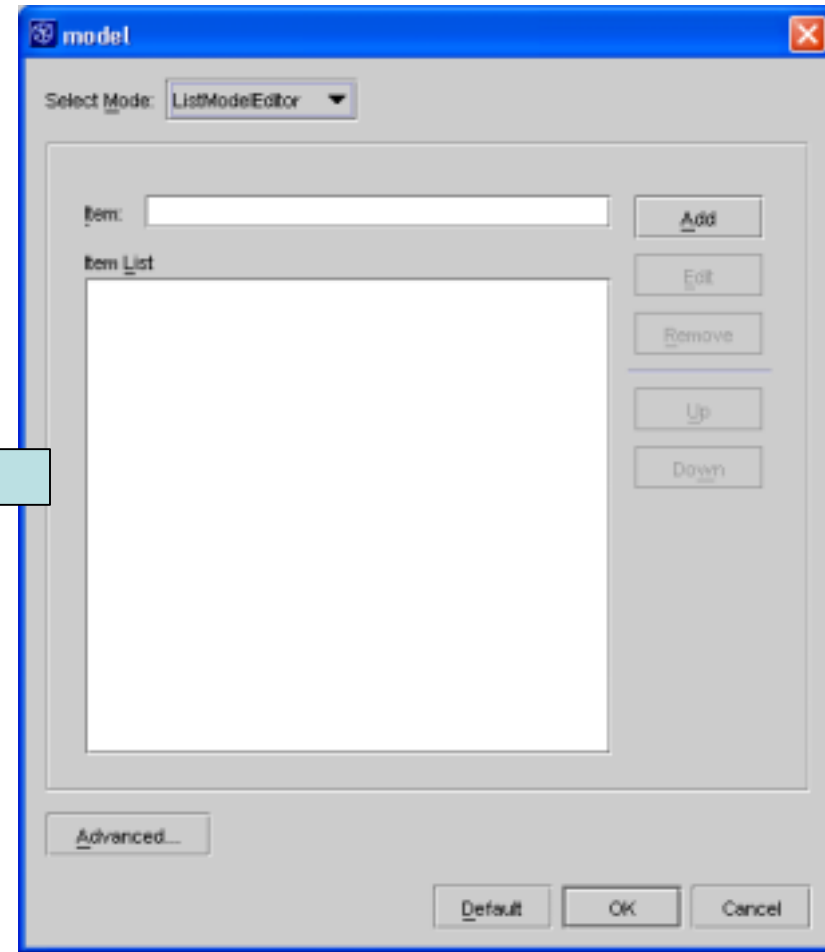 model
Select Mode: ListModelEditor
Item:
Add
Item List
Edit
Remove
Up
Down
Advanced...
Default OK Cancel